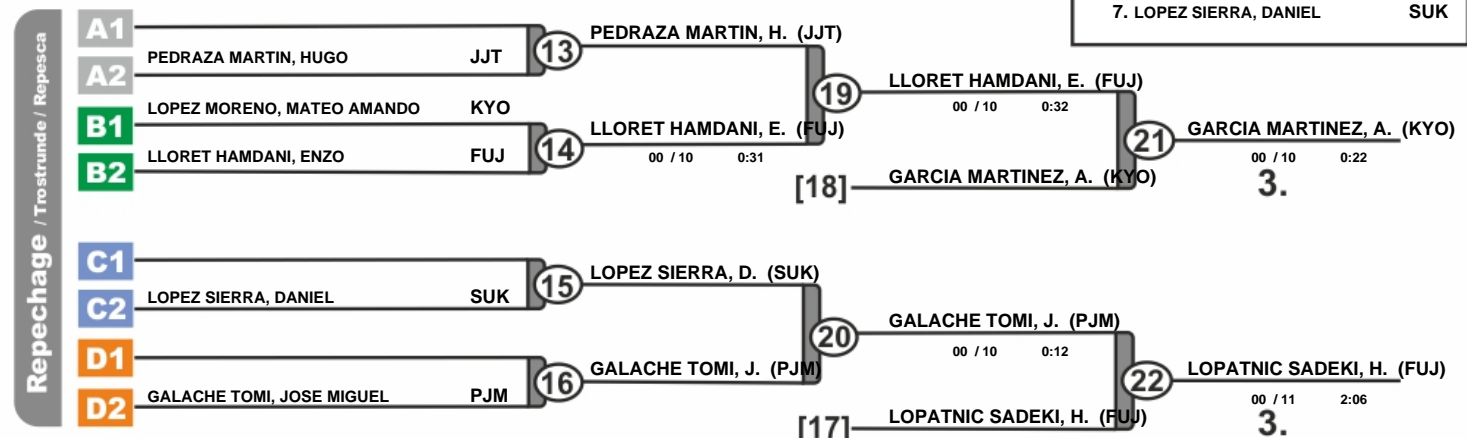 7. LOPEZ SIERRA, DANIEL SUK
Repechage / Trostrunde / Repesca
A1
PEDRAZA MARTIN, HUGO JJT
A2
13
PEDRAZA MARTIN, H. (JJT)
LOPEZ MORENO, MATEO AMANDO KYO
B1
LLORET HAMDANI, ENZO FUJ
B2
14
LLORET HAMDANI, E. (FUJ)
00 / 10 0:31
19
LLORET HAMDANI, E. (FUJ)
00 / 10 0:32
[18]
GARCIA MARTINEZ, A. (KYO)
21
GARCIA MARTINEZ, A. (KYO)
00 / 10 0:22
3.
C1
C2
LOPEZ SIERRA, DANIEL SUK
15
LOPEZ SIERRA, D. (SUK)
D1
GALACHE TOMI, JOSE MIGUEL PJM
D2
16
GALACHE TOMI, J. (PJM)
20
GALACHE TOMI, J. (PJM)
00 / 10 0:12
[17]
LOPATNIC SADEKI, H. (FUJ)
22
LOPATNIC SADEKI, H. (FUJ)
00 / 11 2:06
3.